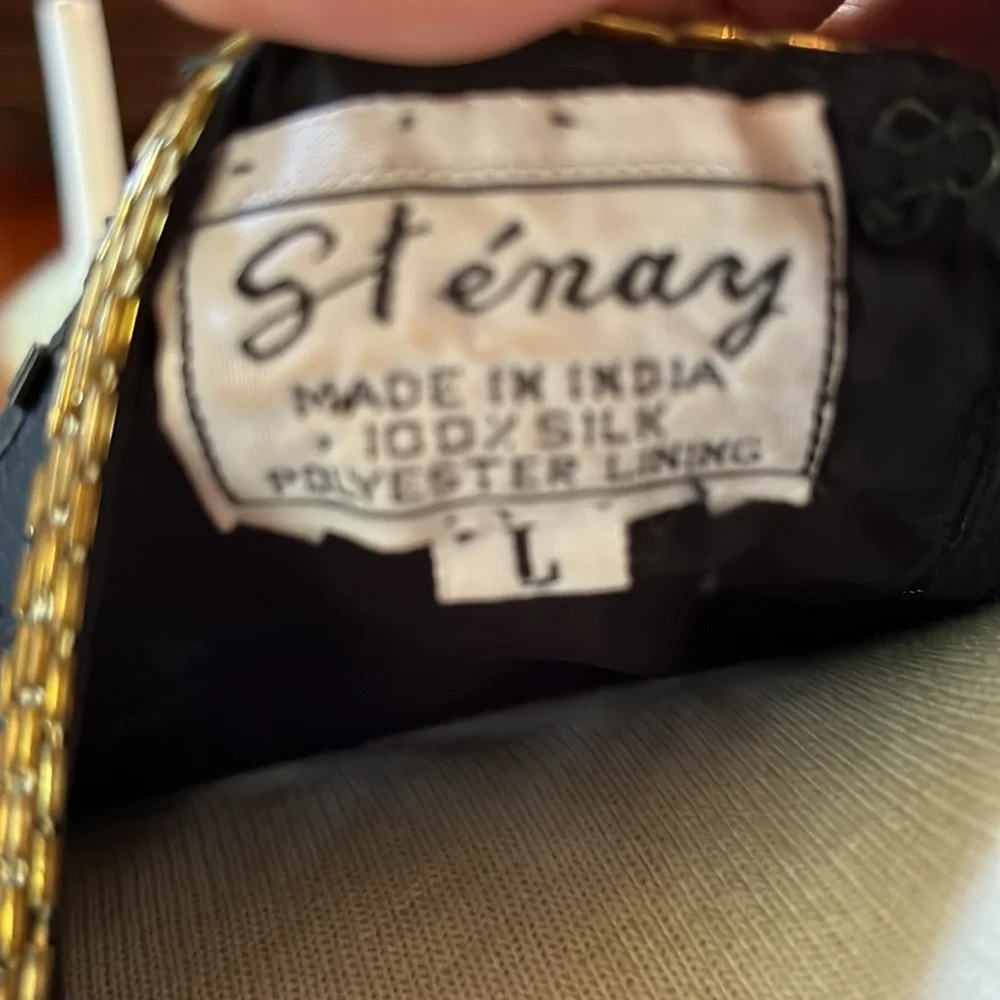 Sténay
MADE IN INDIA
100% SILK
POLYESTER LINING
L